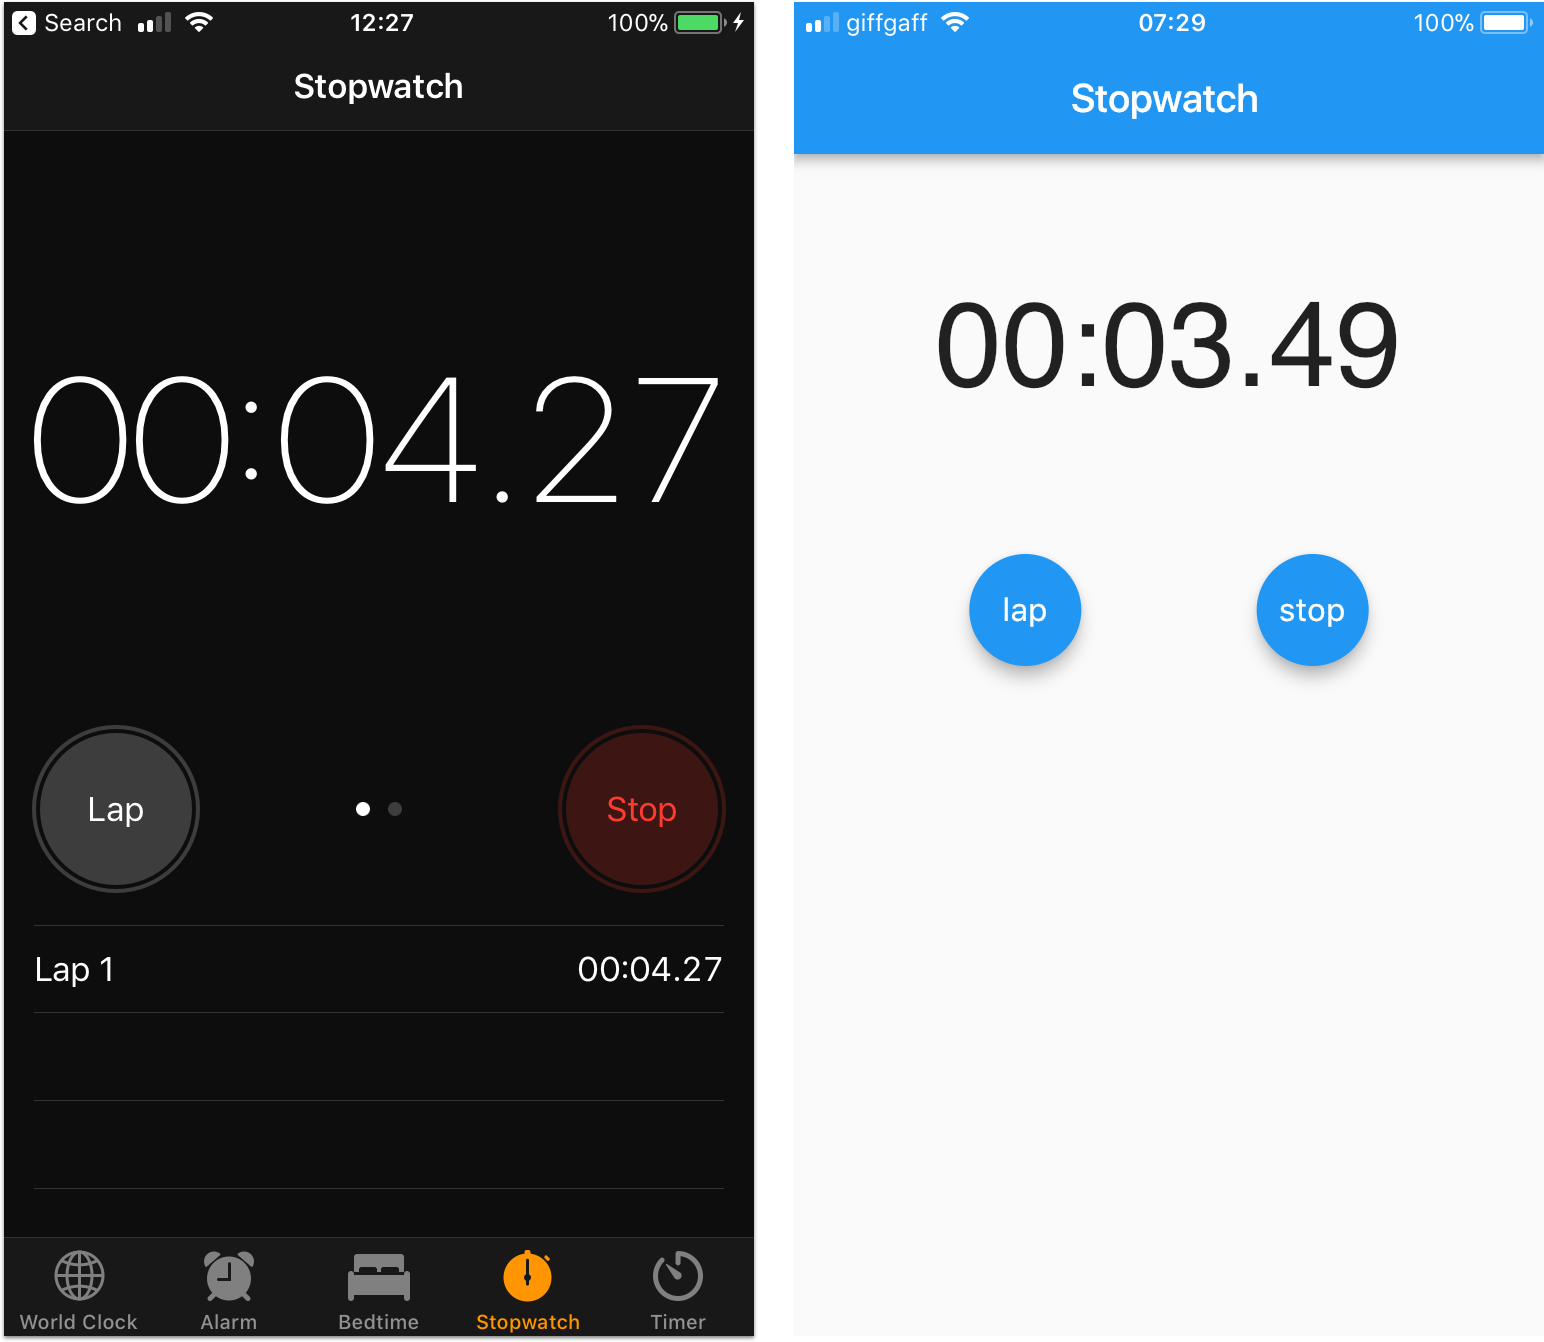 Search 12:27 100%
Stopwatch
00:04.27
Lap Stop
Lap 1 00:04.27
World Clock Alarm Bedtime Stopwatch Timer
giffgaff 07:29 100%
Stopwatch
00:03.49
lap stop